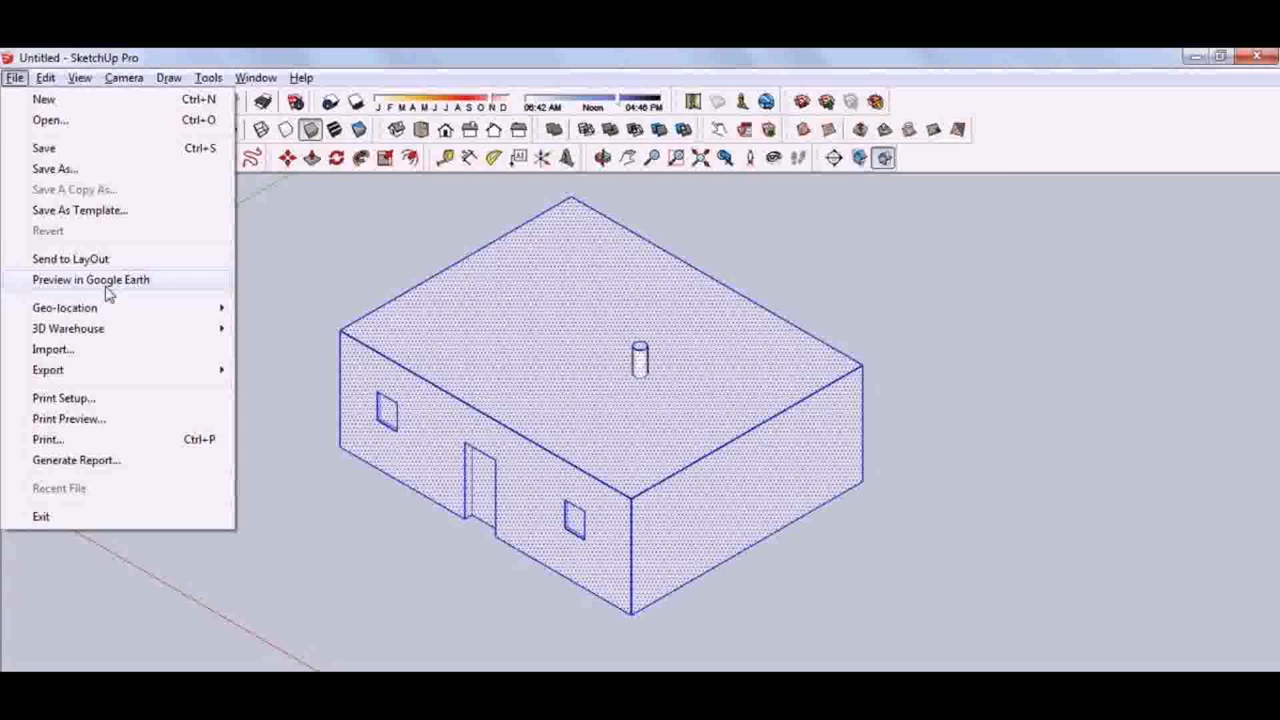 Untitled - SketchUp Pro
File Edit View Camera Draw Tools Window Help
New Ctrl+N
Open... Ctrl+O
Save Ctrl+S
Save As...
Save A Copy As...
Save As Template...
Revert
Send to LayOut
Preview in Google Earth
Geo-location
3D Warehouse
Import...
Export
Print Setup...
Print Preview...
Print... Ctrl+P
Generate Report...
Recent File
Exit
J F M A M J J A S O N D
06:42 AM Noon 04:46 PM